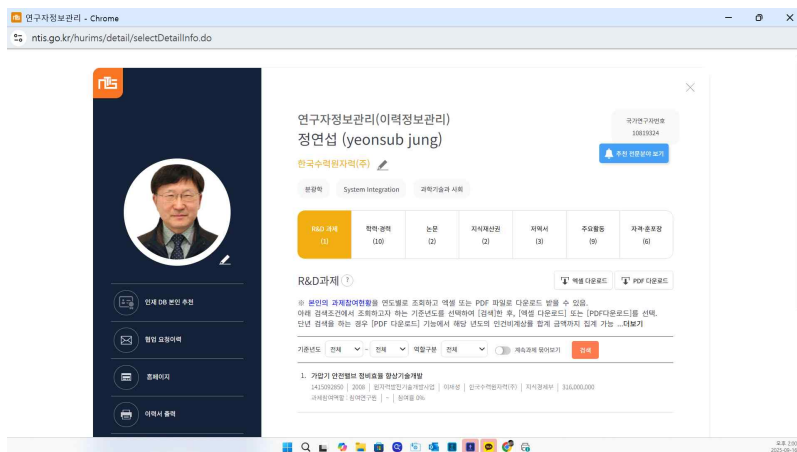 연구자정보관리 - Chrome
ntis.go.kr/hurims/detail/selectDetailInfo.do
ntis
연구자정보관리(이력정보관리)
정연섭 (yeonsub jung)
한국수력원자력(주)
국가연구자번호
10819324
추천 전문분야 보기
분광학 System Integration 과학기술과 사회
R&D 과제 (1)
학력·경력 (10)
논문 (2)
지식재산권 (2)
저역서 (3)
주요활동 (9)
자격·훈포장 (6)
인재 DB 본인 추천
협업 요청이력
홈페이지
이력서 출력
R&D과제 ?
엑셀 다운로드 PDF 다운로드
※ 본인의 과제참여현황을 연도별로 조회하고 엑셀 또는 PDF 파일로 다운로드 받을 수 있음.
아래 검색조건에서 조회하고자 하는 기준년도를 선택하여 [검색]한 후, [엑셀 다운로드] 또는 [PDF다운로드]를 선택.
단년 검색을 하는 경우 [PDF 다운로드] 기능에서 해당 년도의 인건비계상률 합계 금액까지 집계 가능 ...더보기
기준년도 전체 ~ 전체 역할구분 전체 계속과제 묶어보기 검색
1. 가압기 안전밸브 정비효율 향상기술개발
1415092850 | 2008 | 원자력발전기술개발사업 | | 한국수력원자력(주) | 지식경제부 | 316,000,000
과제참여역할 : 참여연구원 | - | 참여율 0%
오후 2:00